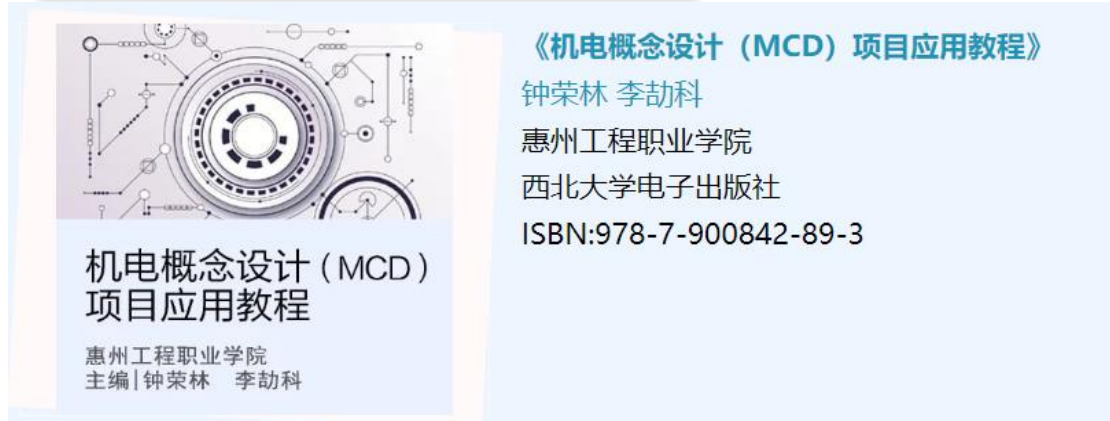 机电概念设计（MCD）
项目应用教程
惠州工程职业学院
主编|钟荣林 李劼科
《机电概念设计（MCD）项目应用教程》
钟荣林 李劼科
惠州工程职业学院
西北大学电子出版社
ISBN:978-7-900842-89-3